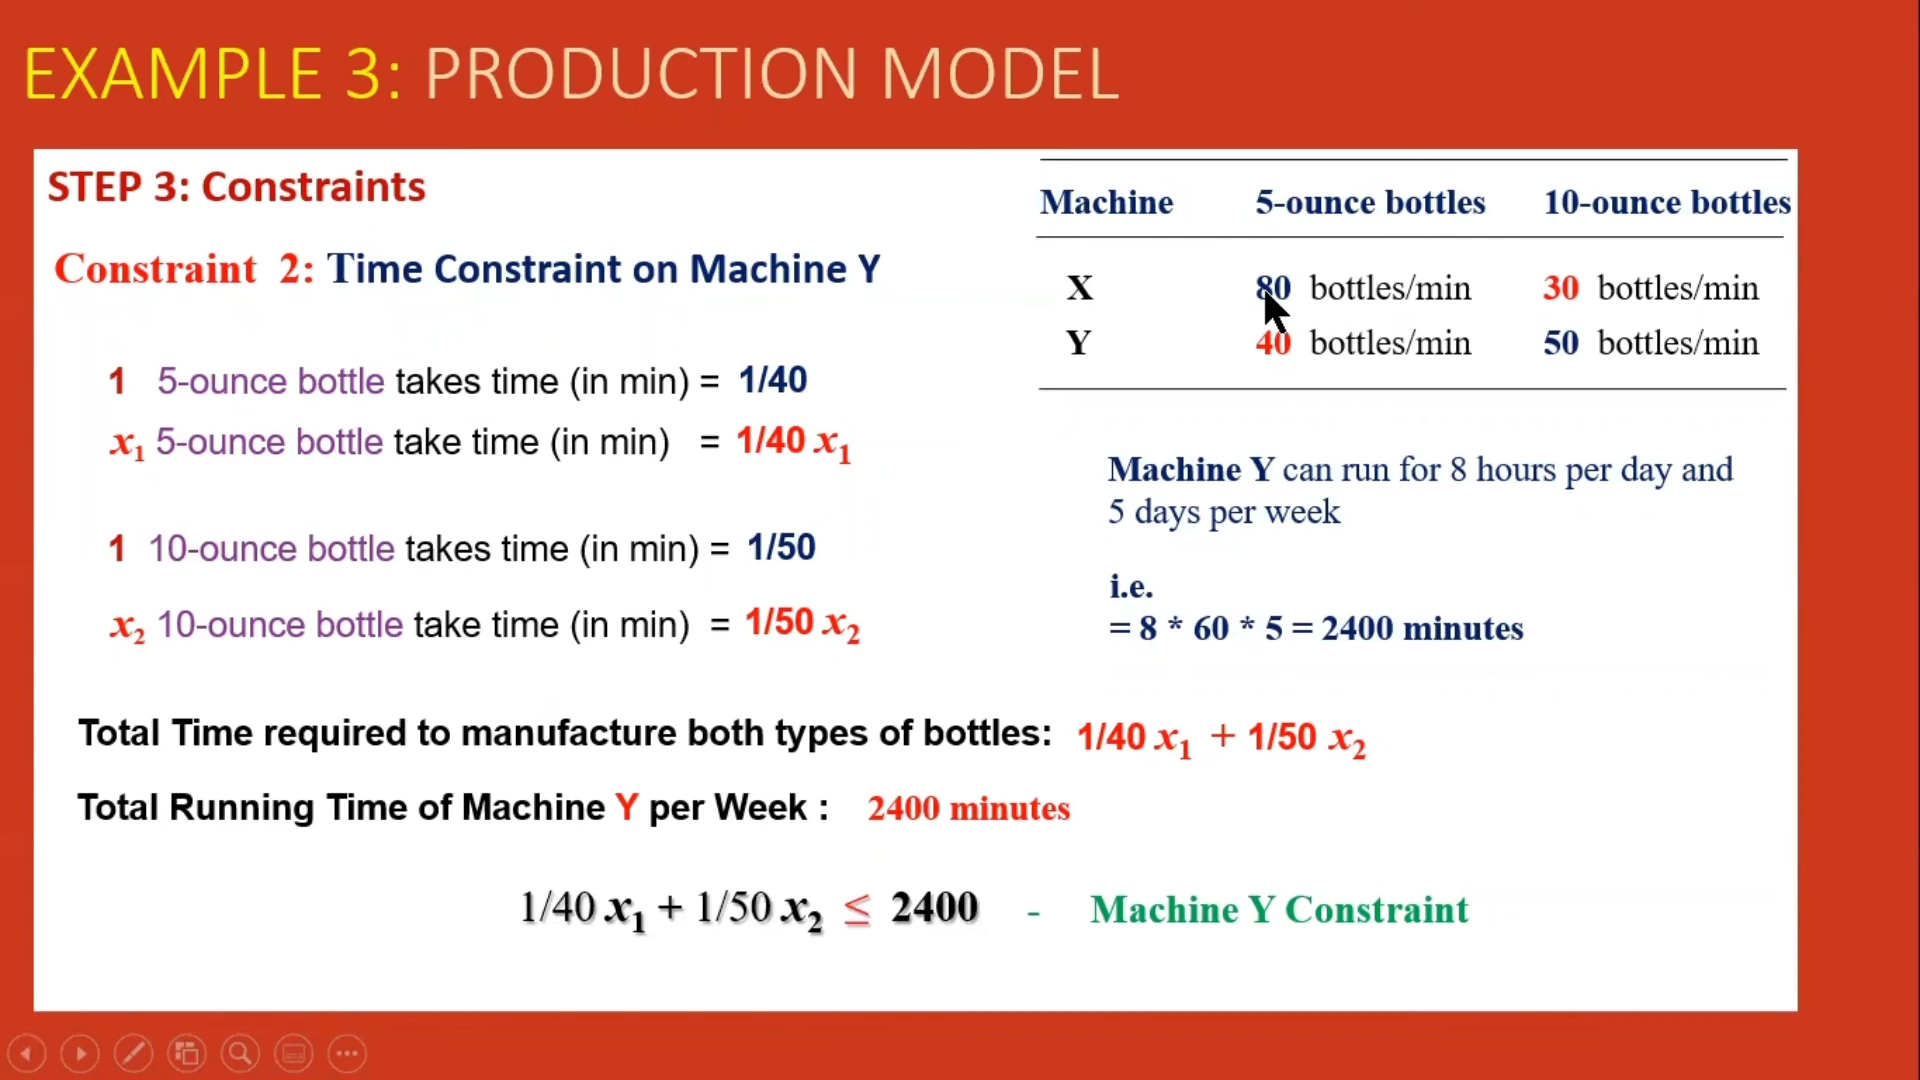 EXAMPLE 3: PRODUCTION MODEL
STEP 3: Constraints
Constraint 2: Time Constraint on Machine Y
1 5-ounce bottle takes time (in min) = 1/40
x₁ 5-ounce bottle take time (in min) = 1/40 x₁
1 10-ounce bottle takes time (in min) = 1/50
x₂ 10-ounce bottle take time (in min) = 1/50 x₂
Machine 5-ounce bottles 10-ounce bottles
X 80 bottles/min 30 bottles/min
Y 40 bottles/min 50 bottles/min
Machine Y can run for 8 hours per day and
5 days per week
i.e.
= 8 * 60 * 5 = 2400 minutes
Total Time required to manufacture both types of bottles: 1/40 x₁ + 1/50 x₂
Total Running Time of Machine Y per Week : 2400 minutes
1/40 x₁ + 1/50 x₂ ≤ 2400 - Machine Y Constraint